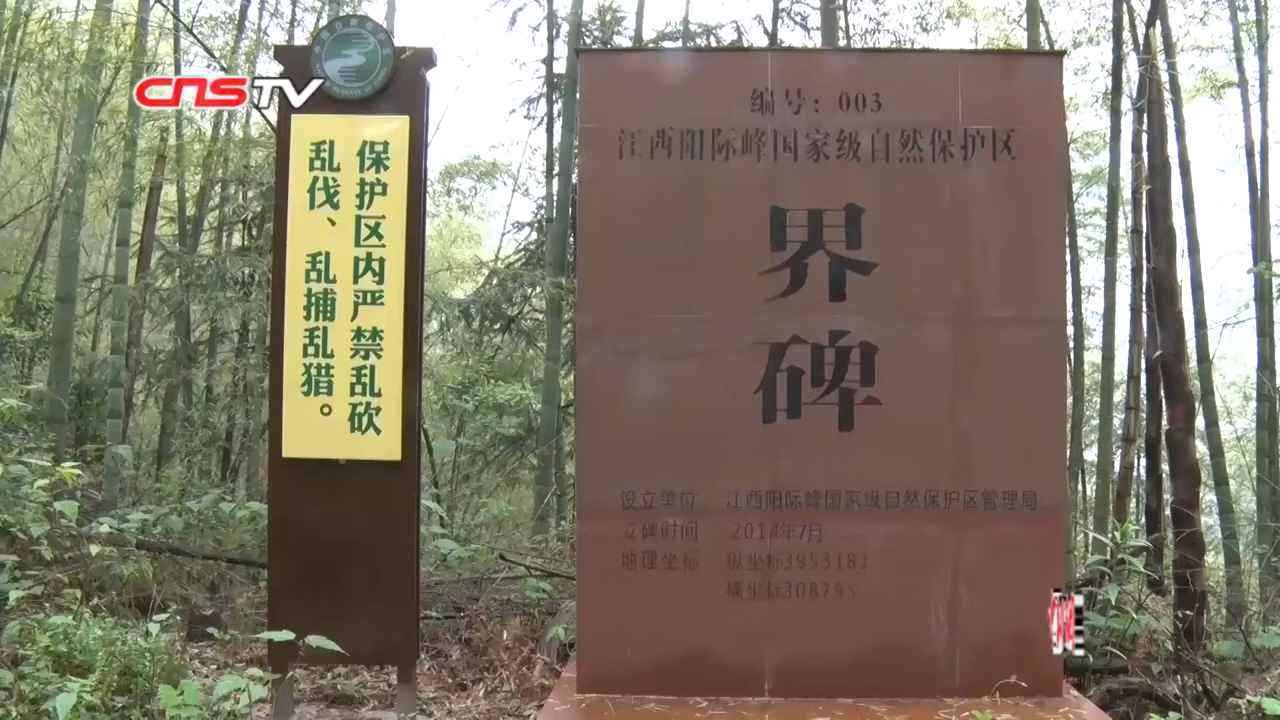 CNSTV
保护区内严禁乱砍
乱伐、乱捕乱猎。
编号：003
江西阳际峰国家级自然保护区
界
碑
设立单位 江西阳际峰国家级自然保护区管理局
立碑时间 2014年7月
地理坐标 纵坐标3953181
横坐标308795